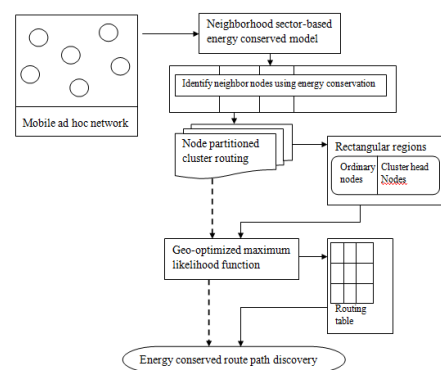 Neighborhood sector-based
energy conserved model
Identify neighbor nodes using energy conservation
Mobile ad hoc network
Node partitioned
cluster routing
Rectangular regions
Ordinary
nodes
Cluster head
Nodes
Geo-optimized maximum
likelihood function
Routing
table
Energy conserved route path discovery